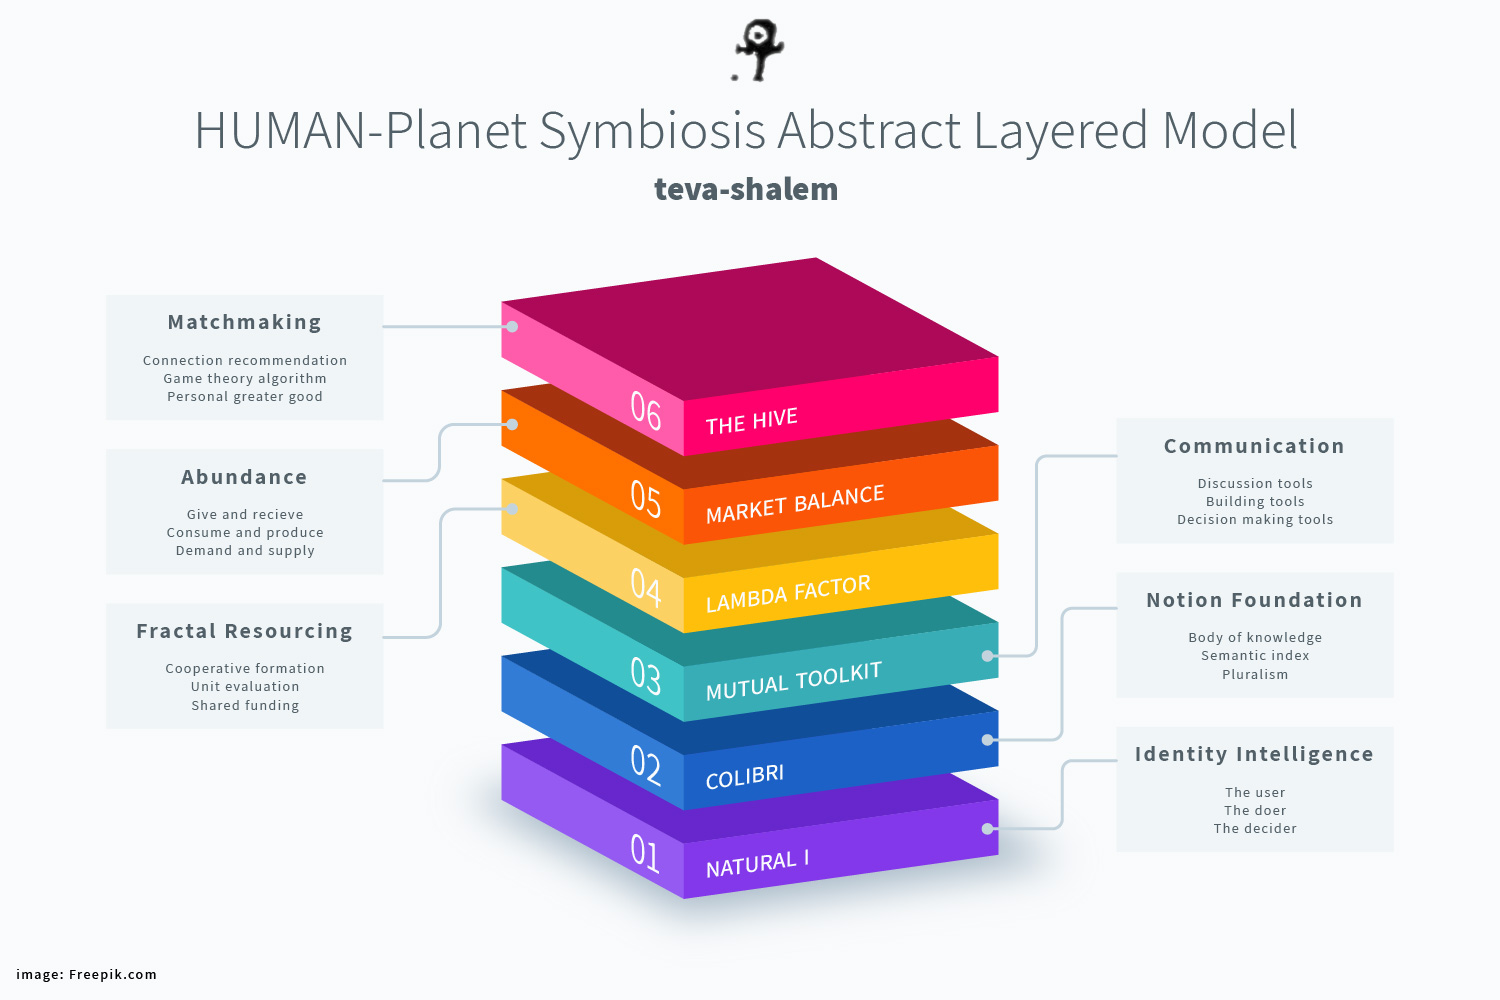 HUMAN-Planet Symbiosis Abstract Layered Model
teva-shalem
Matchmaking
Connection recommendation
Game theory algorithm
Personal greater good
Abundance
Give and recieve
Consume and produce
Demand and supply
Fractal Resourcing
Cooperative formation
Unit evaluation
Shared funding
06 THE HIVE
05 MARKET BALANCE
04 LAMBDA FACTOR
03 MUTUAL TOOLKIT
02 COLIBRI
01 NATURAL I
Communication
Discussion tools
Building tools
Decision making tools
Notion Foundation
Body of knowledge
Semantic index
Pluralism
Identity Intelligence
The user
The doer
The decider
image: Freepik.com